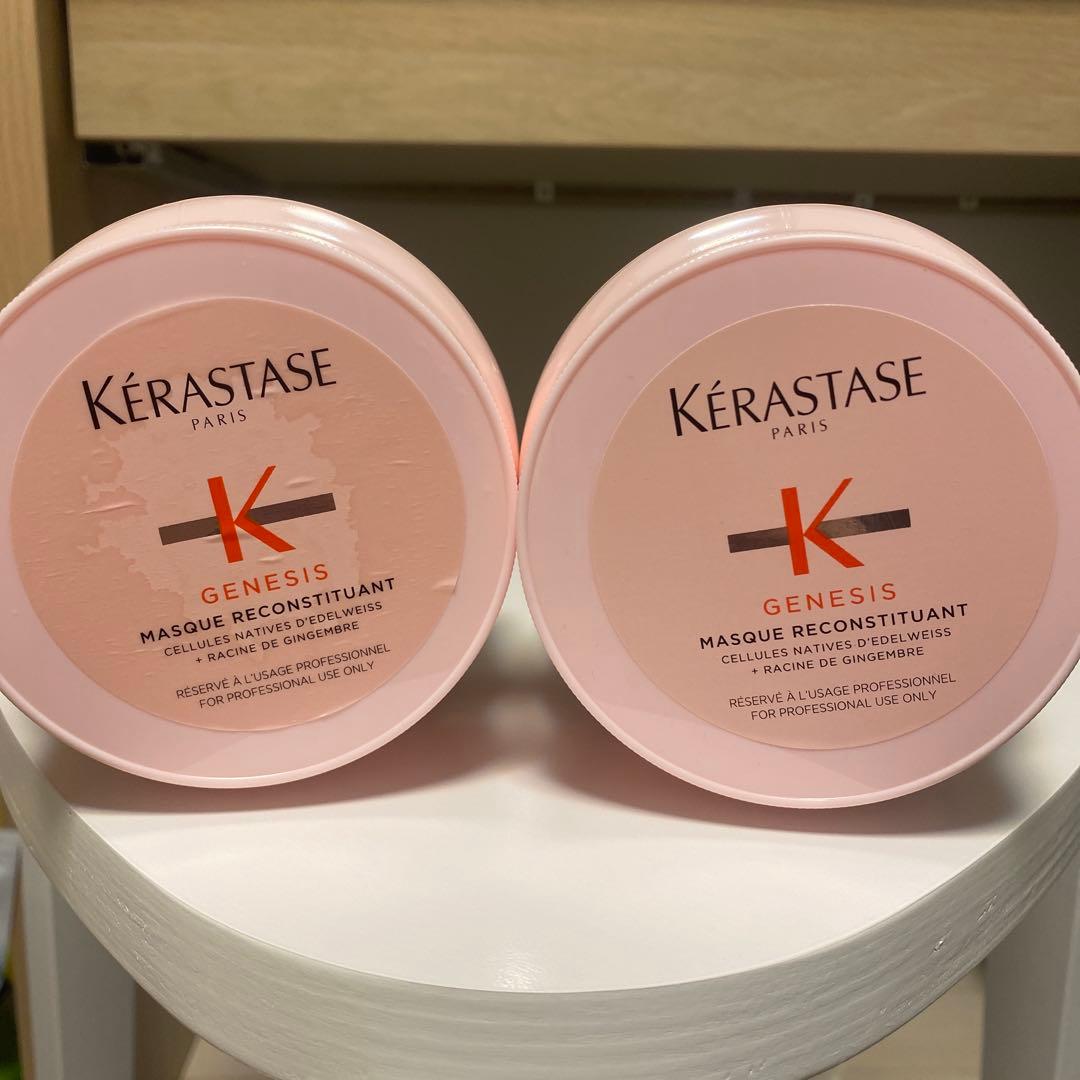 KÉRASTASE
PARIS
K
GENESIS
MASQUE RECONSTITUANT
CELLULES NATIVES D'EDELWEISS
+ RACINE DE GINGEMBRE
RÉSERVÉ À L'USAGE PROFESSIONNEL
FOR PROFESSIONAL USE ONLY
KÉRASTASE
PARIS
K
GENESIS
MASQUE RECONSTITUANT
CELLULES NATIVES D'EDELWEISS
+ RACINE DE GINGEMBRE
RÉSERVÉ À L'USAGE PROFESSIONNEL
FOR PROFESSIONAL USE ONLY